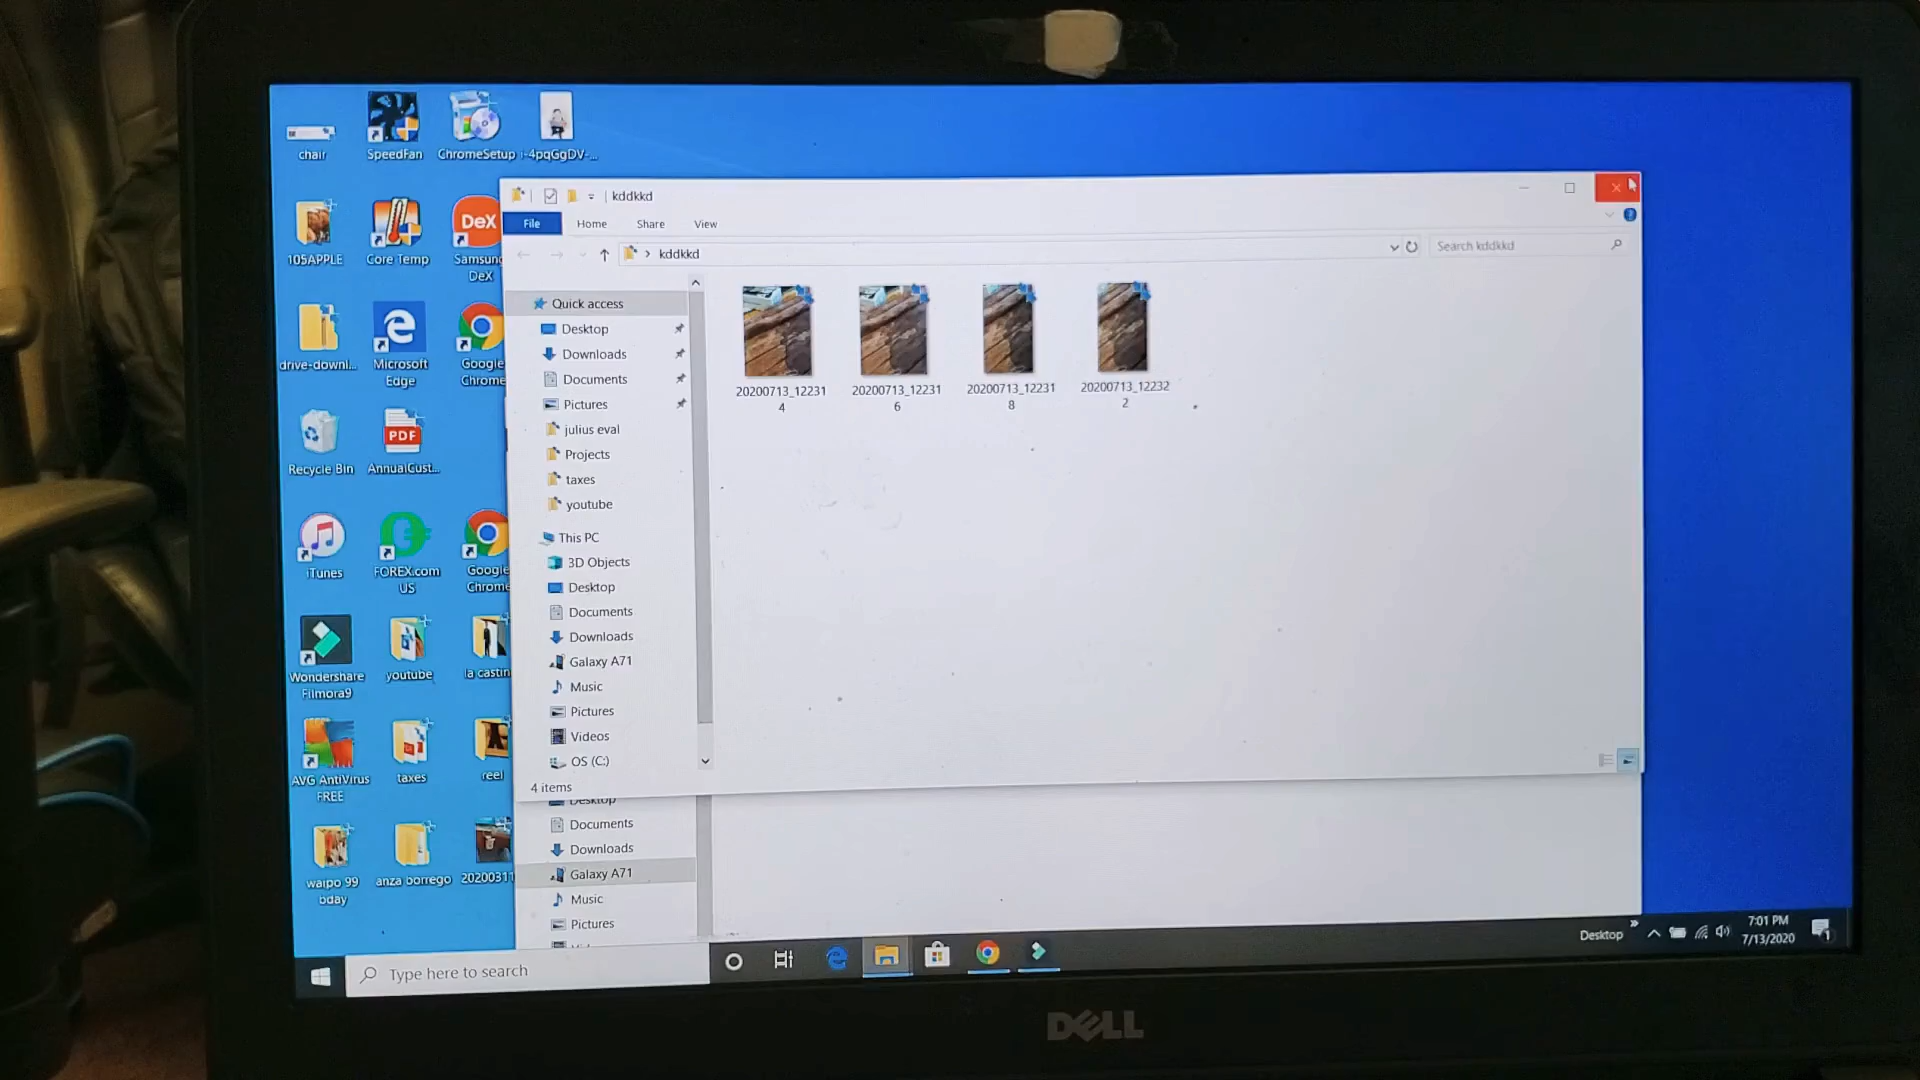 chair
SpeedFan
ChromeSetup
i-4pqGgDV-...
105APPLE
Core Temp
DeX
Samsung
DeX
drive-downl...
Microsoft
Edge
Google
Chrome
Recycle Bin
PDF
AnnualCust...
iTunes
FOREX.com
US
Google
Chrome
Wondershare
Filmora9
youtube
la castin
AVG AntiVirus
FREE
taxes
reel
waipo 99
bday
anza borrego
20200311
kddkkd
File
Home
Share
View
kddkkd
Search kddkkd
Quick access
Desktop
Downloads
Documents
Pictures
julius eval
Projects
taxes
youtube
This PC
3D Objects
Desktop
Documents
Downloads
Galaxy A71
Music
Pictures
Videos
OS (C:)
4 items
20200713_12231
4
20200713_12231
6
20200713_12231
8
20200713_12232
2
Desktop
Documents
Downloads
Galaxy A71
Music
Pictures
Type here to search
Desktop
7:01 PM
7/13/2020
1
DELL